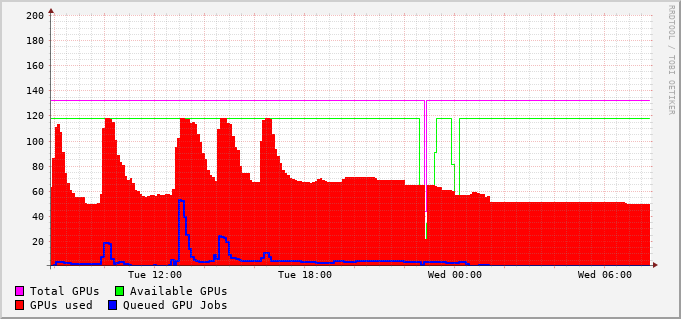 200
180
160
140
120
100
80
60
40
20
Tue 12:00 Tue 18:00 Wed 00:00 Wed 06:00
Total GPUs Available GPUs
GPUs used Queued GPU Jobs
RRDTOOL / TOBI OETIKER